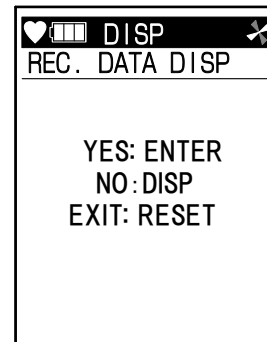 DISP
REC. DATA DISP
YES: ENTER
NO: DISP
EXIT: RESET